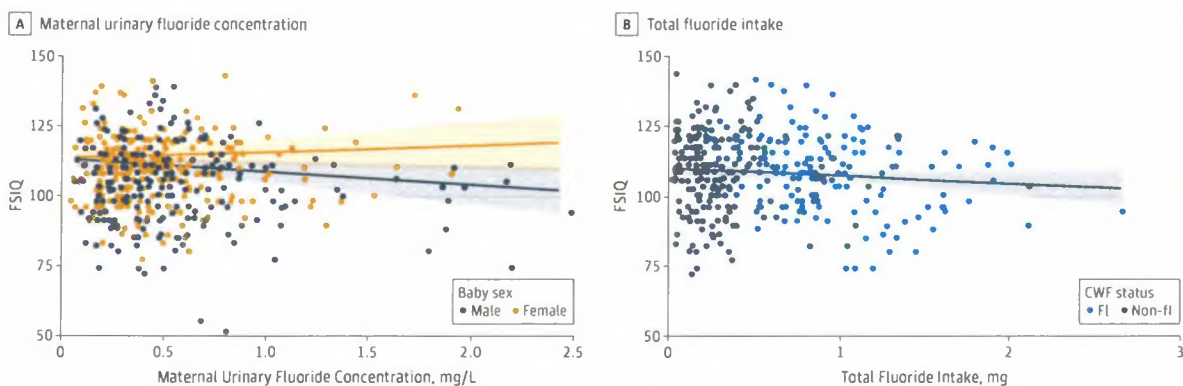 A Maternal urinary fluoride concentration
150
125
100
75
50
FSIQ
0 0.5 1.0 1.5 2.0 2.5
Maternal Urinary Fluoride Concentration, mg/L
Baby sex
Male Female
B Total fluoride intake
150
125
100
75
50
FSIQ
0 1 2 3
Total Fluoride Intake, mg
CWF status
Fl Non-fl